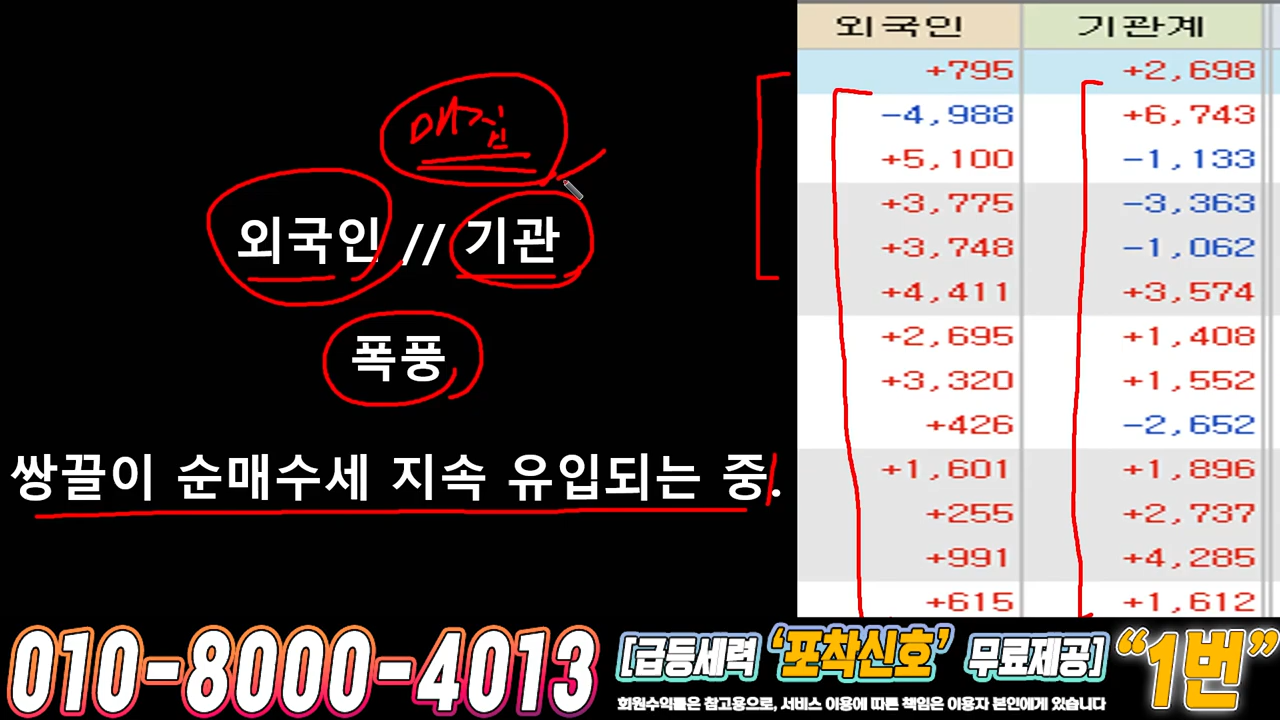 매집
외국인 // 기관
폭풍
쌍끌이 순매수세 지속 유입되는 중.
외국인 기관계
+795 +2,698
-4,988 +6,743
+5,100 -1,133
+3,775 -3,363
+3,748 -1,062
+4,411 +3,574
+2,695 +1,408
+3,320 +1,552
+426 -2,652
+1,601 +1,896
+255 +2,737
+991 +4,285
+615 +1,612
010-8000-4013 [급등세력 '포착신호' 무료제공] "1번"
회원수익률은 참고용으로, 서비스 이용에 따른 책임은 이용자 본인에게 있습니다